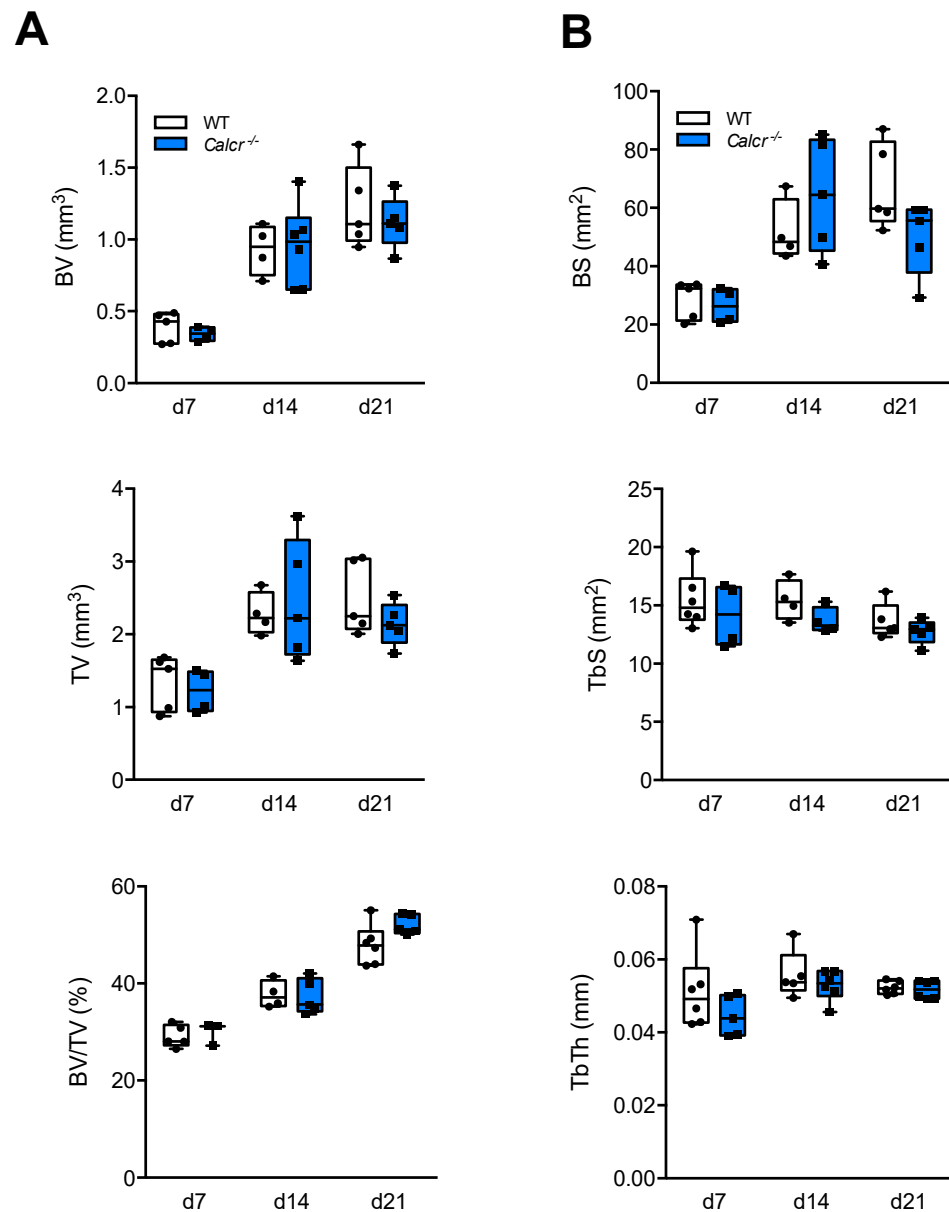 A
B
2.0
1.5
1.0
0.5
0.0
BV (mm³)
WT
Calcr⁻/⁻
d7 d14 d21
100
80
60
40
20
0
BS (mm²)
WT
Calcr⁻/⁻
d7 d14 d21
4
3
2
1
0
TV (mm³)
d7 d14 d21
25
20
15
10
5
0
TbS (mm²)
d7 d14 d21
60
40
20
0
BV/TV (%)
d7 d14 d21
0.08
0.06
0.04
0.02
0.00
TbTh (mm)
d7 d14 d21